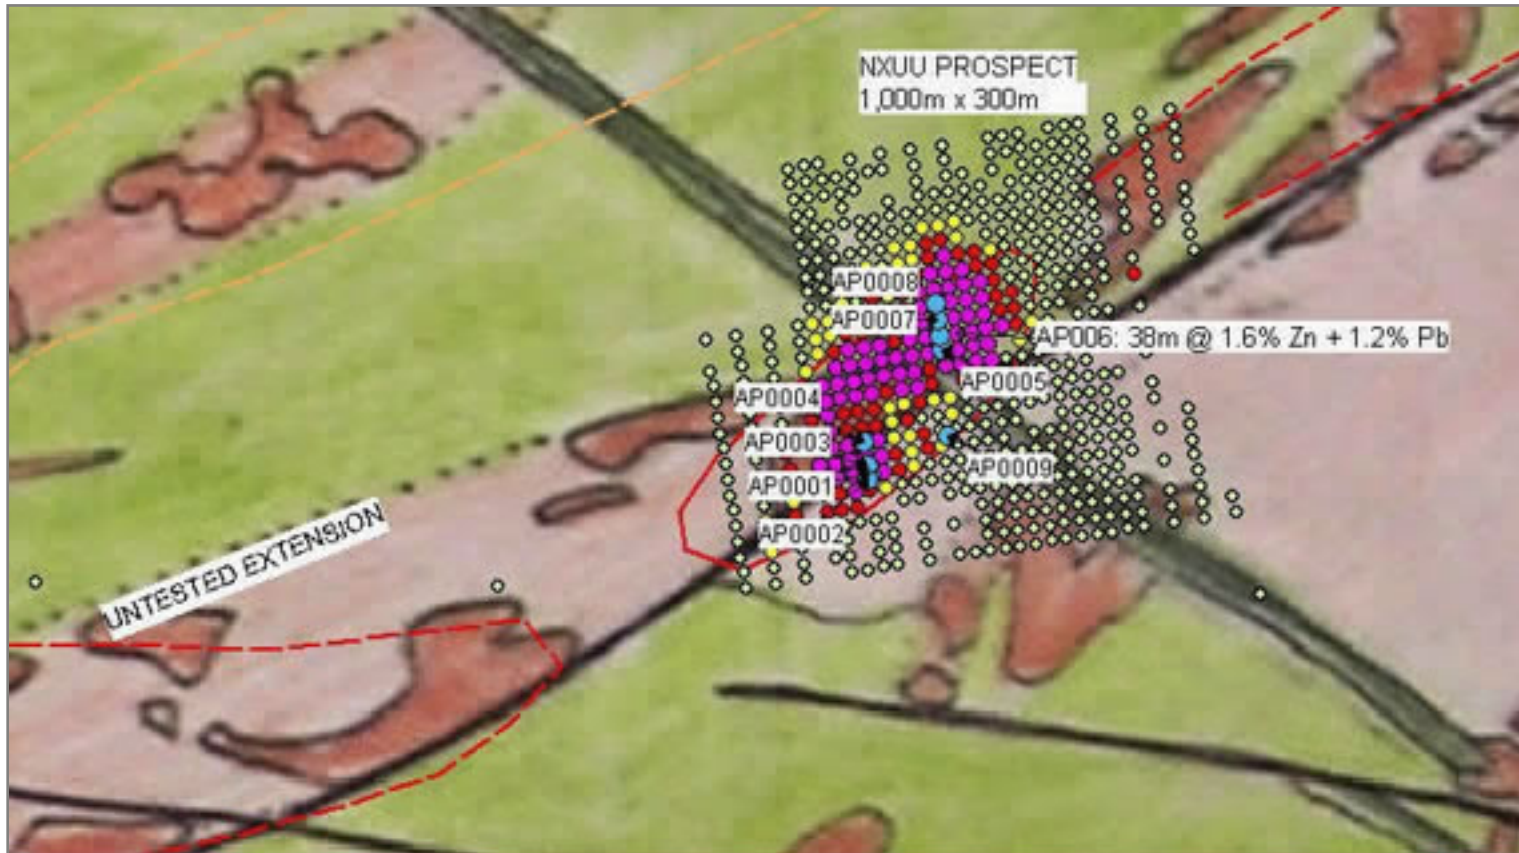 NXUU PROSPECT
1,000m x 300m
AP0008
AP0007
AP006: 38m @ 1.6% Zn + 1.2% Pb
AP0005
AP0004
AP0003
AP0009
AP0001
AP0002
UNTESTED EXTENSION